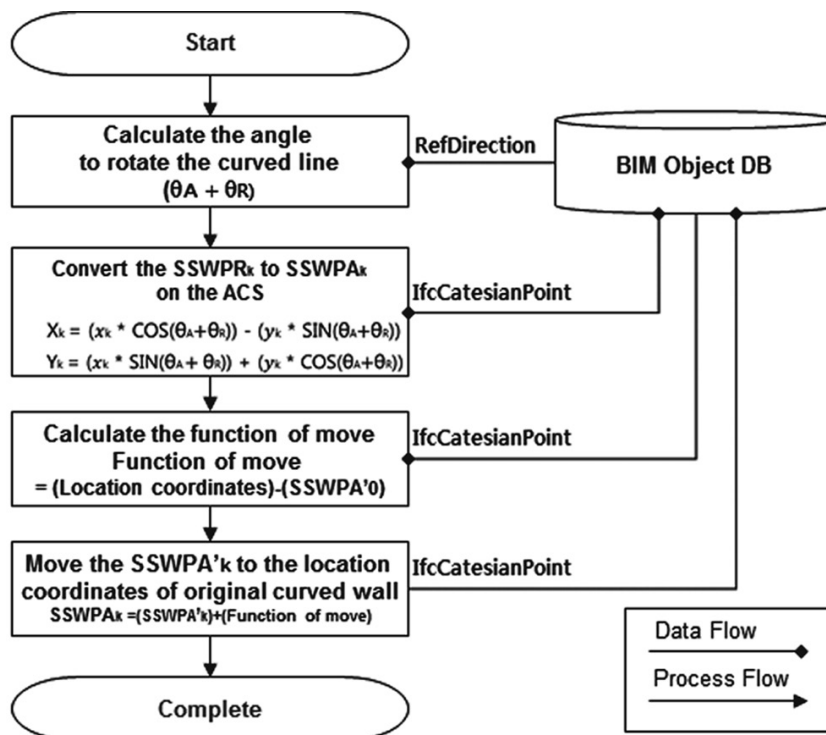 Start
Calculate the angle
to rotate the curved line
(θA + θR)
RefDirection
BIM Object DB
Convert the SSWPRk to SSWPAk
on the ACS
Xk = (xk * COS(θA+θR)) - (yk * SIN(θA+θR))
Yk = (xk * SIN(θA+ θR)) + (yk * COS(θA+θR))
IfcCatesianPoint
Calculate the function of move
Function of move
= (Location coordinates)-(SSWPA'0)
IfcCatesianPoint
Move the SSWPA'k to the location
coordinates of original curved wall
SSWPAk =(SSWPA'k)+(Function of move)
IfcCatesianPoint
Complete
Data Flow
Process Flow